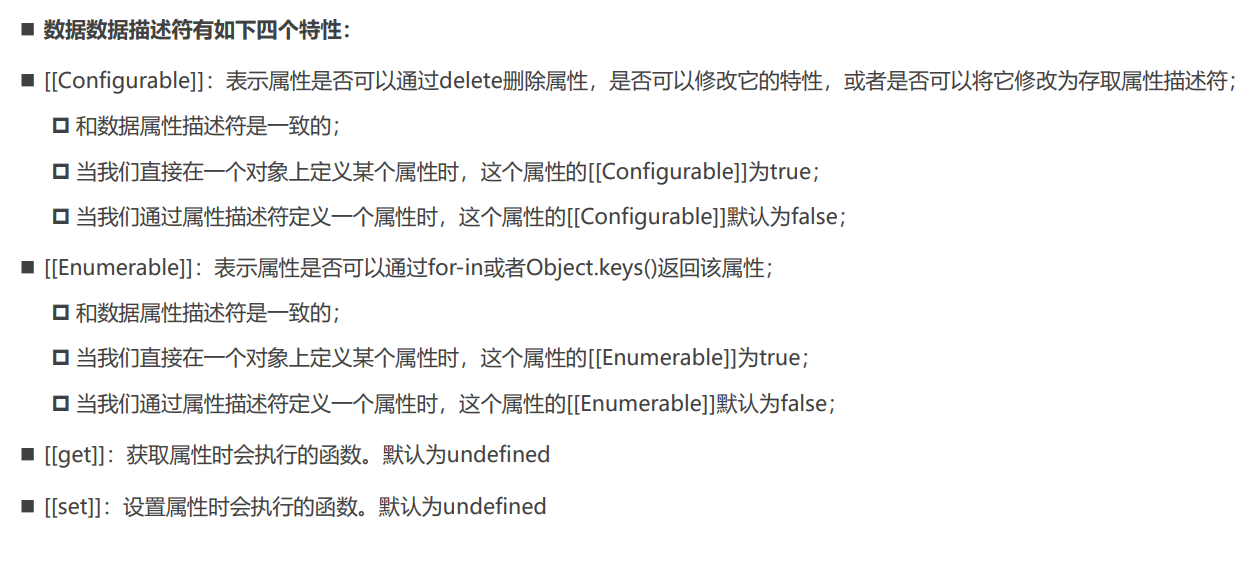 数据数据描述符有如下四个特性：
[[Configurable]]：表示属性是否可以通过delete删除属性，是否可以修改它的特性，或者是否可以将它修改为存取属性描述符；
和数据属性描述符是一致的；
当我们直接在一个对象上定义某个属性时，这个属性的[[Configurable]]为true；
当我们通过属性描述符定义一个属性时，这个属性的[[Configurable]]默认为false；
[[Enumerable]]：表示属性是否可以通过for-in或者Object.keys()返回该属性；
和数据属性描述符是一致的；
当我们直接在一个对象上定义某个属性时，这个属性的[[Enumerable]]为true；
当我们通过属性描述符定义一个属性时，这个属性的[[Enumerable]]默认为false；
[[get]]：获取属性时会执行的函数。默认为undefined
[[set]]：设置属性时会执行的函数。默认为undefined